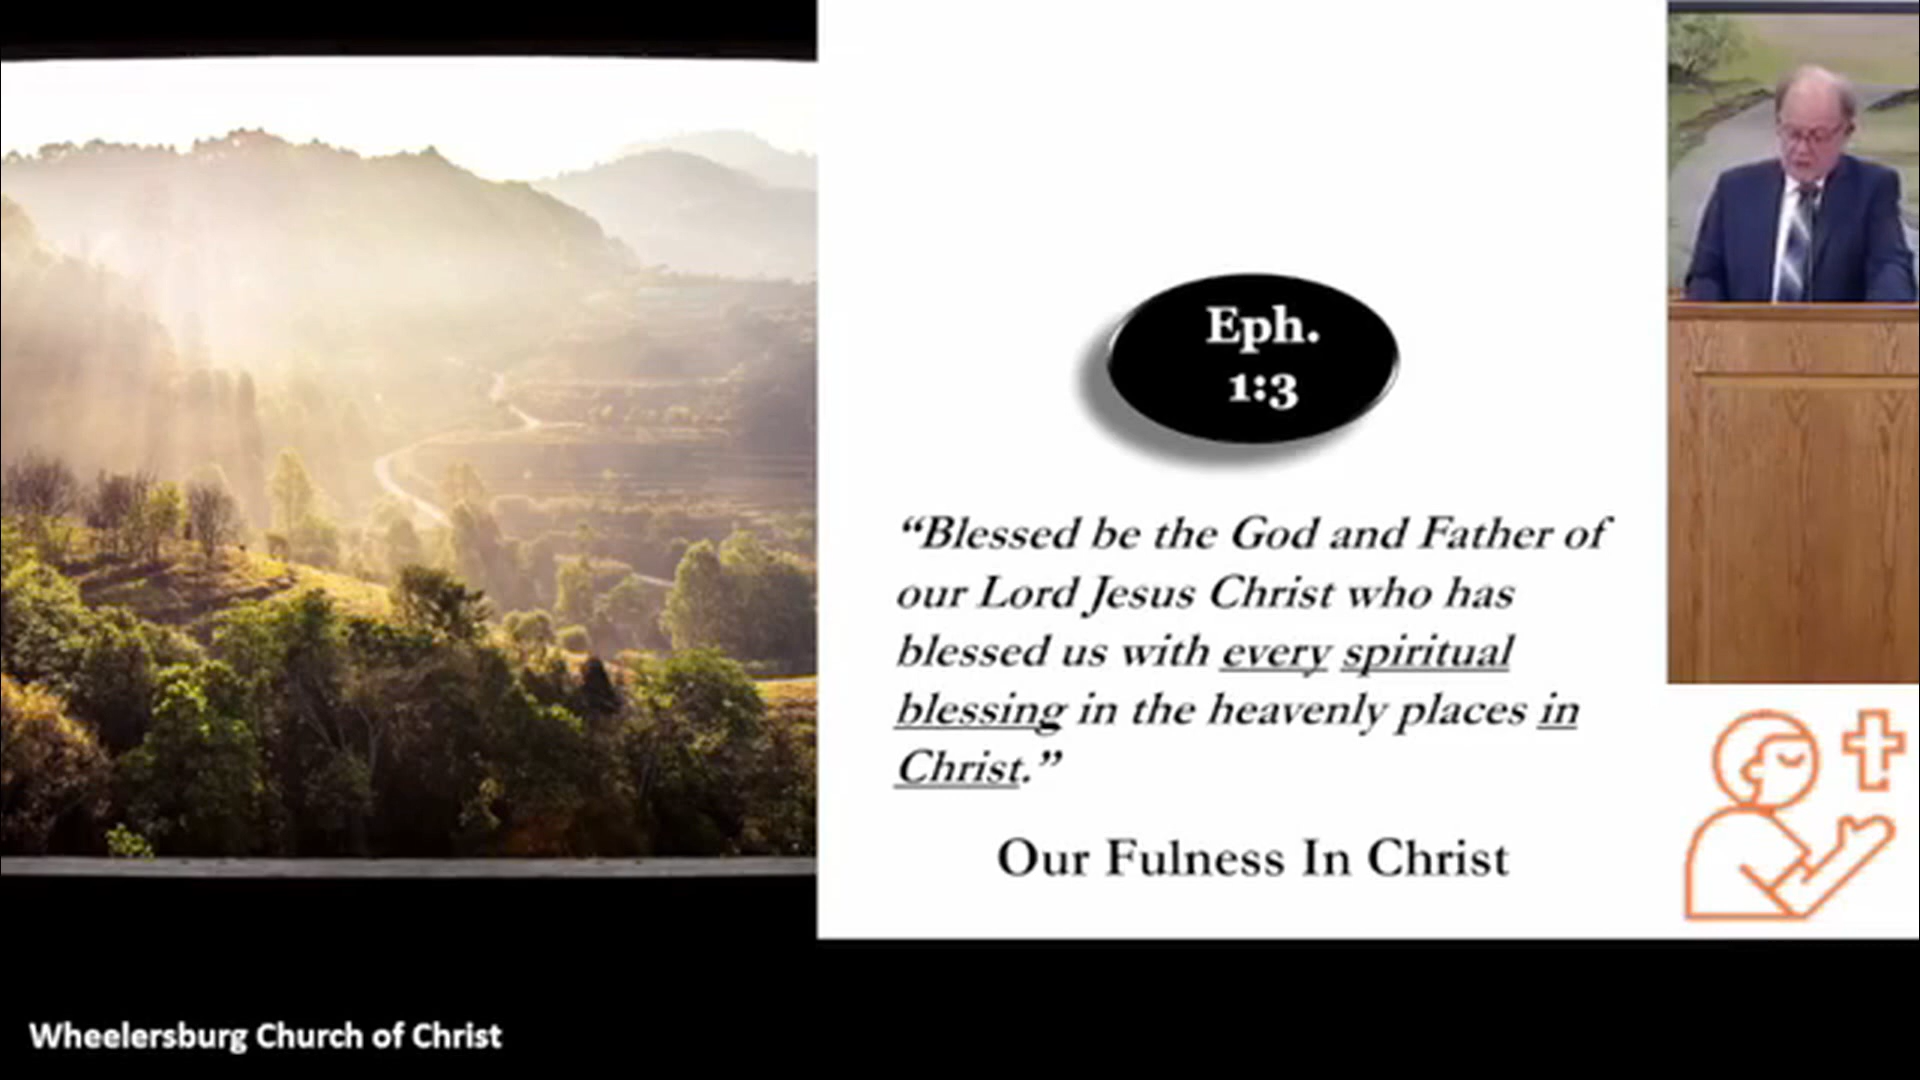 Eph.
1:3
“Blessed be the God and Father of
our Lord Jesus Christ who has
blessed us with every spiritual
blessing in the heavenly places in
Christ.”
Our Fulness In Christ
Wheelersburg Church of Christ